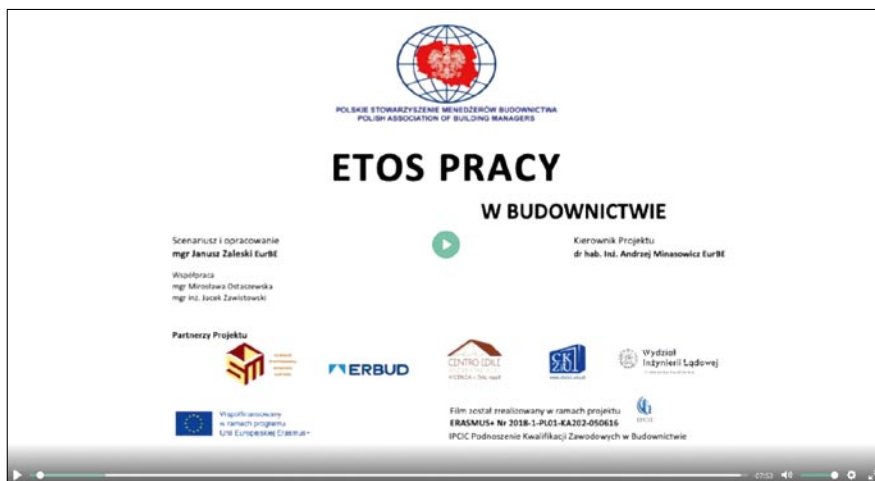 POLSKIE STOWARZYSZENIE MENEDŻERÓW BUDOWNICTWA
POLISH ASSOCIATION OF BUILDING MANAGERS
ETOS PRACY
W BUDOWNICTWIE
Scenariusz i opracowanie
mgr Janusz Zaleski EurBE
Współpraca
mgr Mirosława Ostaszewska
mgr inż. Jacek Zawistowski
Kierownik Projektu
dr hab. Inż. Andrzej Minasowicz EurBE
Partnerzy Projektu
ERBUD
CENTRO EDILE
CKZiU
Wydział
Inżynierii Lądowej
Współfinansowany
w ramach programu
Unii Europejskiej Erasmus+
Film został zrealizowany w ramach projektu
ERASMUS+ Nr 2018-1-PL01-KA202-050616
IPCIC Podnoszenie Kwalifikacji Zawodowych w Budownictwie
IPCIC
07:53